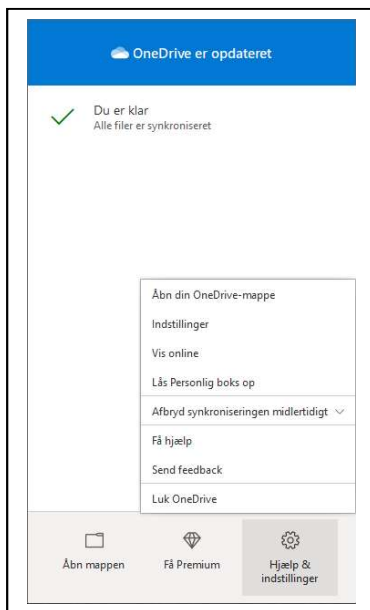 OneDrive er opdateret
Du er klar
Alle filer er synkroniseret
Åbn din OneDrive-mappe
Indstillinger
Vis online
Lås Personlig boks op
Afbryd synkroniseringen midlertidigt
Få hjælp
Send feedback
Luk OneDrive
Åbn mappen
Få Premium
Hjælp &
indstillinger